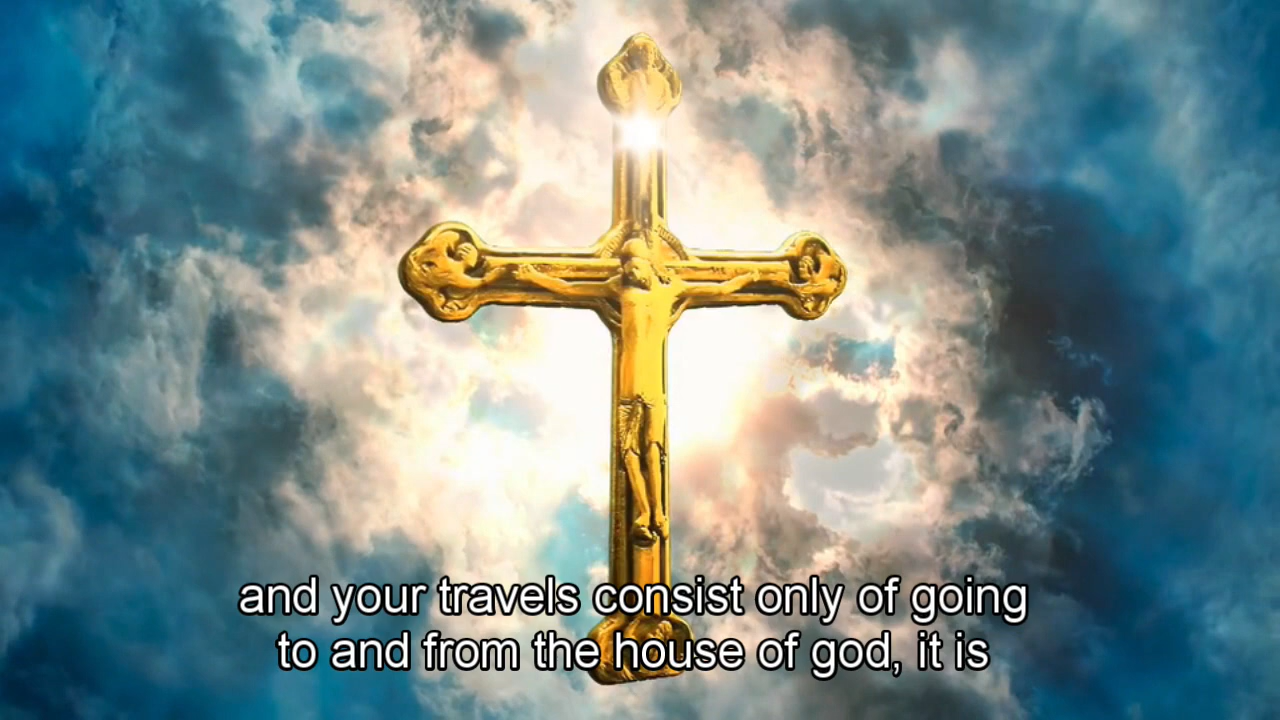 and your travels consist only of going
to and from the house of god, it is